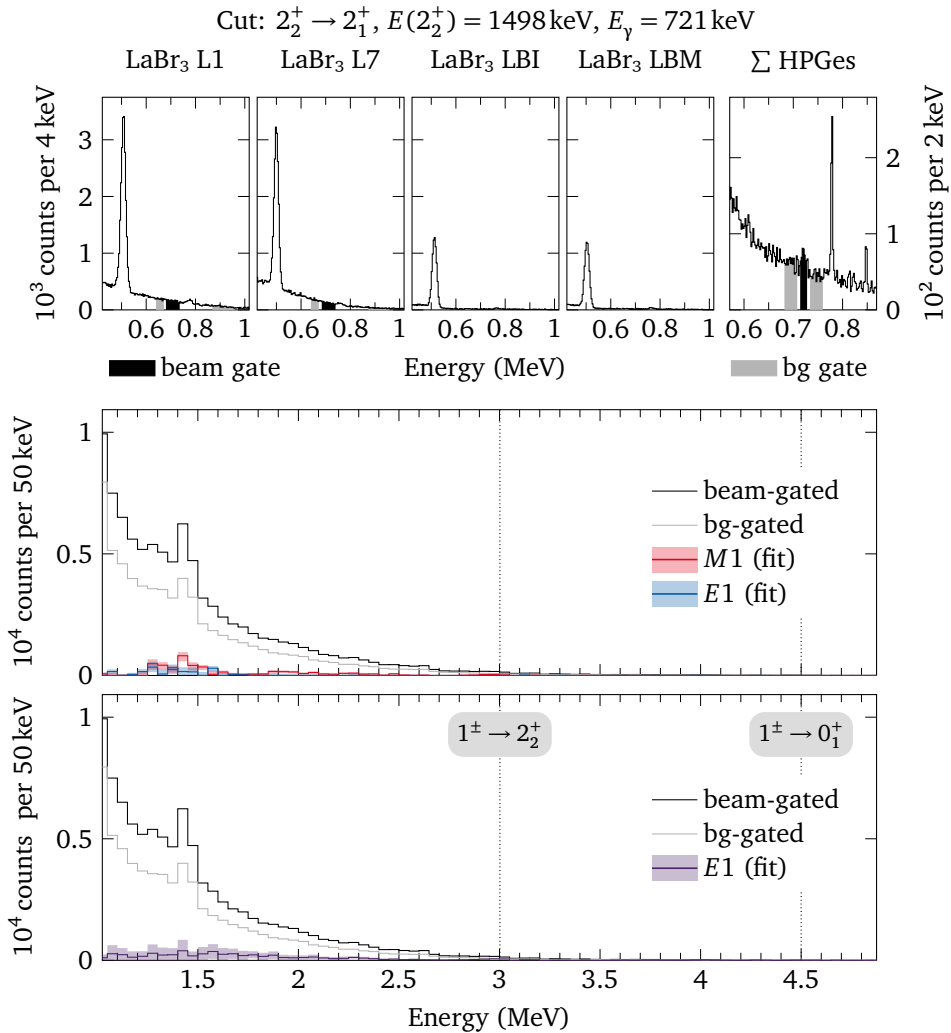 Cut: 2₂⁺ → 2₁⁺, E(2₂⁺) = 1498 keV, Eγ = 721 keV
LaBr₃ L1 LaBr₃ L7 LaBr₃ LBI LaBr₃ LBM ∑ HPGes
10³ counts per 4 keV
3
2
1
0
2
1
0
10² counts per 2 keV
0.6 0.8 1 0.6 0.8 1 0.6 0.8 1 0.6 0.8 1 0.6 0.7 0.8
beam gate Energy (MeV) bg gate
10⁴ counts per 50 keV
1
0.5
0
beam-gated
bg-gated
M1 (fit)
E1 (fit)
10⁴ counts per 50 keV
1
0.5
0
1± → 2₂⁺ 1± → 0₁⁺
beam-gated
bg-gated
E1 (fit)
1.5 2 2.5 3 3.5 4 4.5
Energy (MeV)